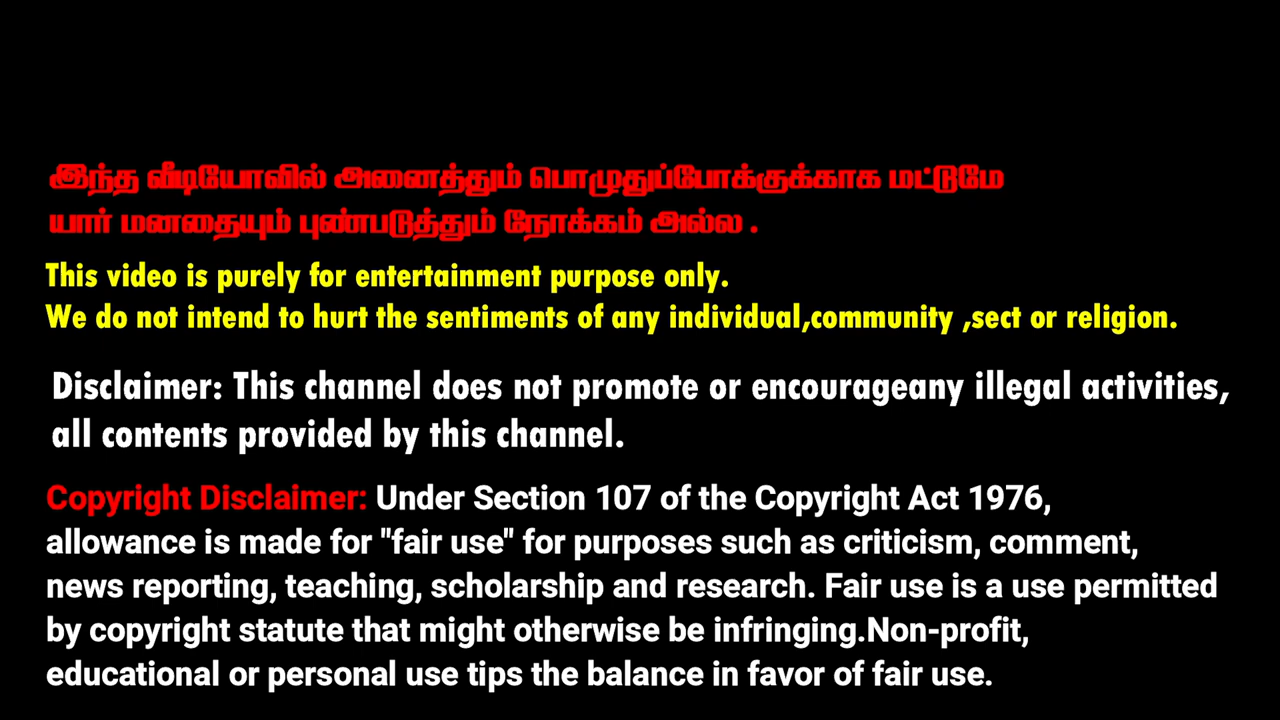 இந்த வீடியோவில் அனைத்தும் பொழுதுப்போக்குக்காக மட்டுமே
யார் மனதையும் புண்படுத்தும் நோக்கம் அல்ல .
This video is purely for entertainment purpose only.
We do not intend to hurt the sentiments of any individual,community ,sect or religion.
Disclaimer: This channel does not promote or encourageany illegal activities,
all contents provided by this channel.
Copyright Disclaimer: Under Section 107 of the Copyright Act 1976,
allowance is made for "fair use" for purposes such as criticism, comment,
news reporting, teaching, scholarship and research. Fair use is a use permitted
by copyright statute that might otherwise be infringing.Non-profit,
educational or personal use tips the balance in favor of fair use.